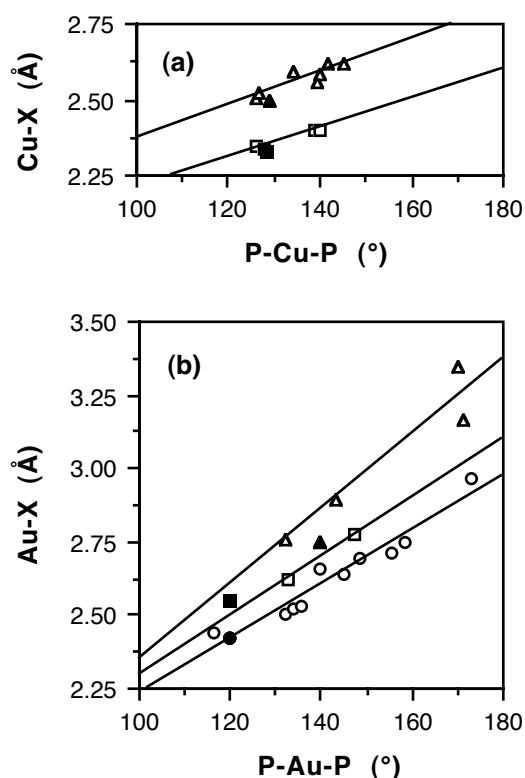 2.75
(a)
2.50
2.25
Cu-X (Å)
100 120 140 160 180
P-Cu-P (°)
3.50
(b)
3.25
3.00
2.75
2.50
2.25
Au-X (Å)
100 120 140 160 180
P-Au-P (°)